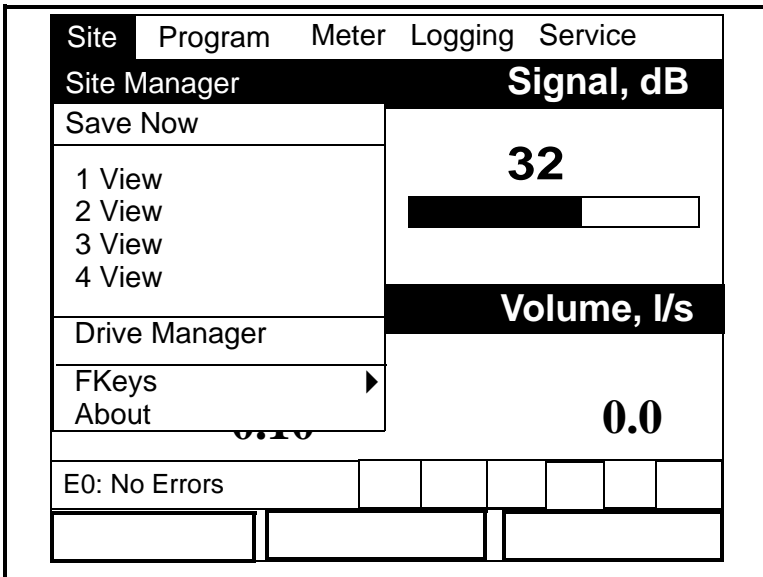 Site Program Meter Logging Service
Site Manager
Signal, dB
Save Now
32
1 View
2 View
3 View
4 View
Volume, l/s
Drive Manager
FKeys
About
0.0
E0: No Errors